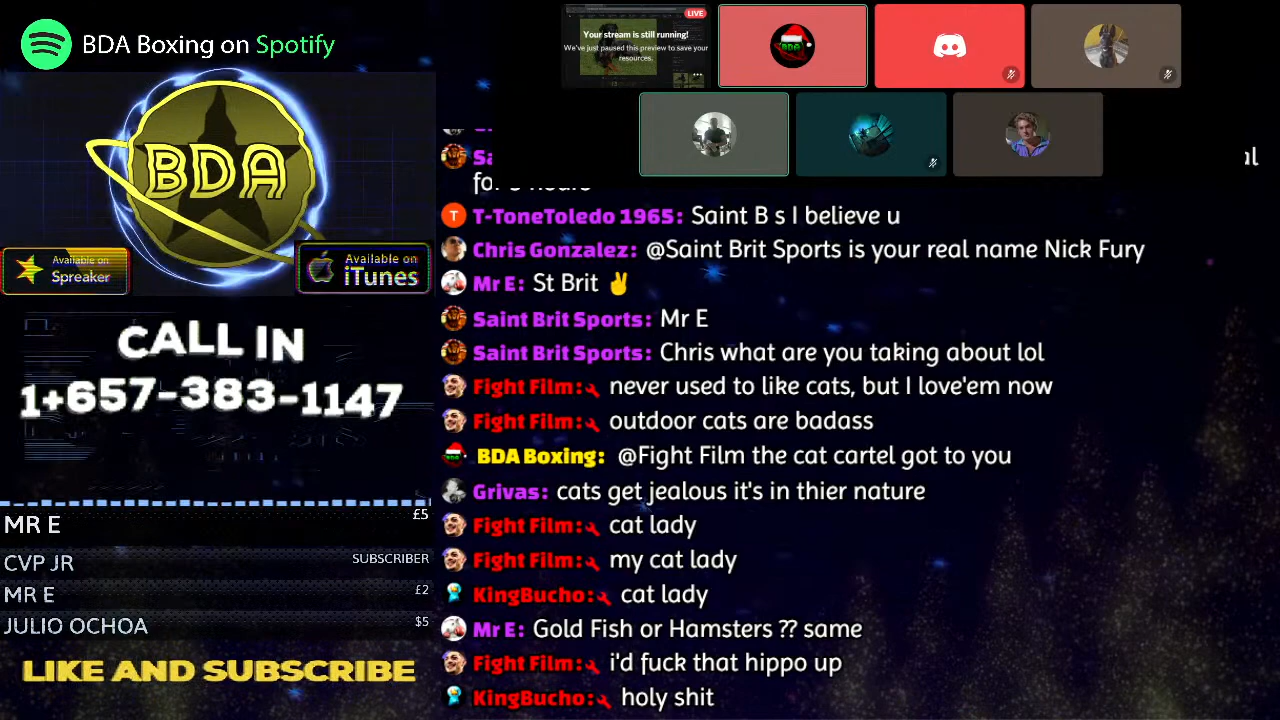 BDA Boxing on Spotify
LIVE
Your stream is still running!
We've just paused this preview to save your
resources.
BDA
Available on
Spreaker
Available on
iTunes
CALL IN
1+657-383-1147
MR E £5
CVP JR SUBSCRIBER
MR E £2
JULIO OCHOA $5
LIKE AND SUBSCRIBE
T-ToneToledo 1965: Saint B s I believe u
Chris Gonzalez: @Saint Brit Sports is your real name Nick Fury
Mr E: St Brit ✌
Saint Brit Sports: Mr E
Saint Brit Sports: Chris what are you taking about lol
Fight Film: never used to like cats, but I love'em now
Fight Film: outdoor cats are badass
BDA Boxing: @Fight Film the cat cartel got to you
Grivas: cats get jealous it's in thier nature
Fight Film: cat lady
Fight Film: my cat lady
KingBucho: cat lady
Mr E: Gold Fish or Hamsters ?? same
Fight Film: i'd fuck that hippo up
KingBucho: holy shit